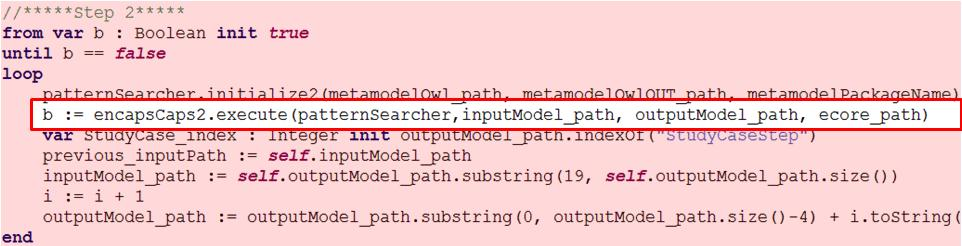 //*****Step 2*****
from var b : Boolean init true
until b == false
loop
patternSearcher.initialize2(metamodelOwl_path, metamodelOwlOUT_path, metamodelPackageName)
b := encapsCaps2.execute(patternSearcher,inputModel_path, outputModel_path, ecore_path)
var StudyCase_index : Integer init outputModel_path.indexOf("StudyCaseStep")
previous_inputPath := self.inputModel_path
inputModel_path := self.outputModel_path.substring(19, self.outputModel_path.size())
i := i + 1
outputModel_path := outputModel_path.substring(0, outputModel_path.size()-4) + i.toString(
end